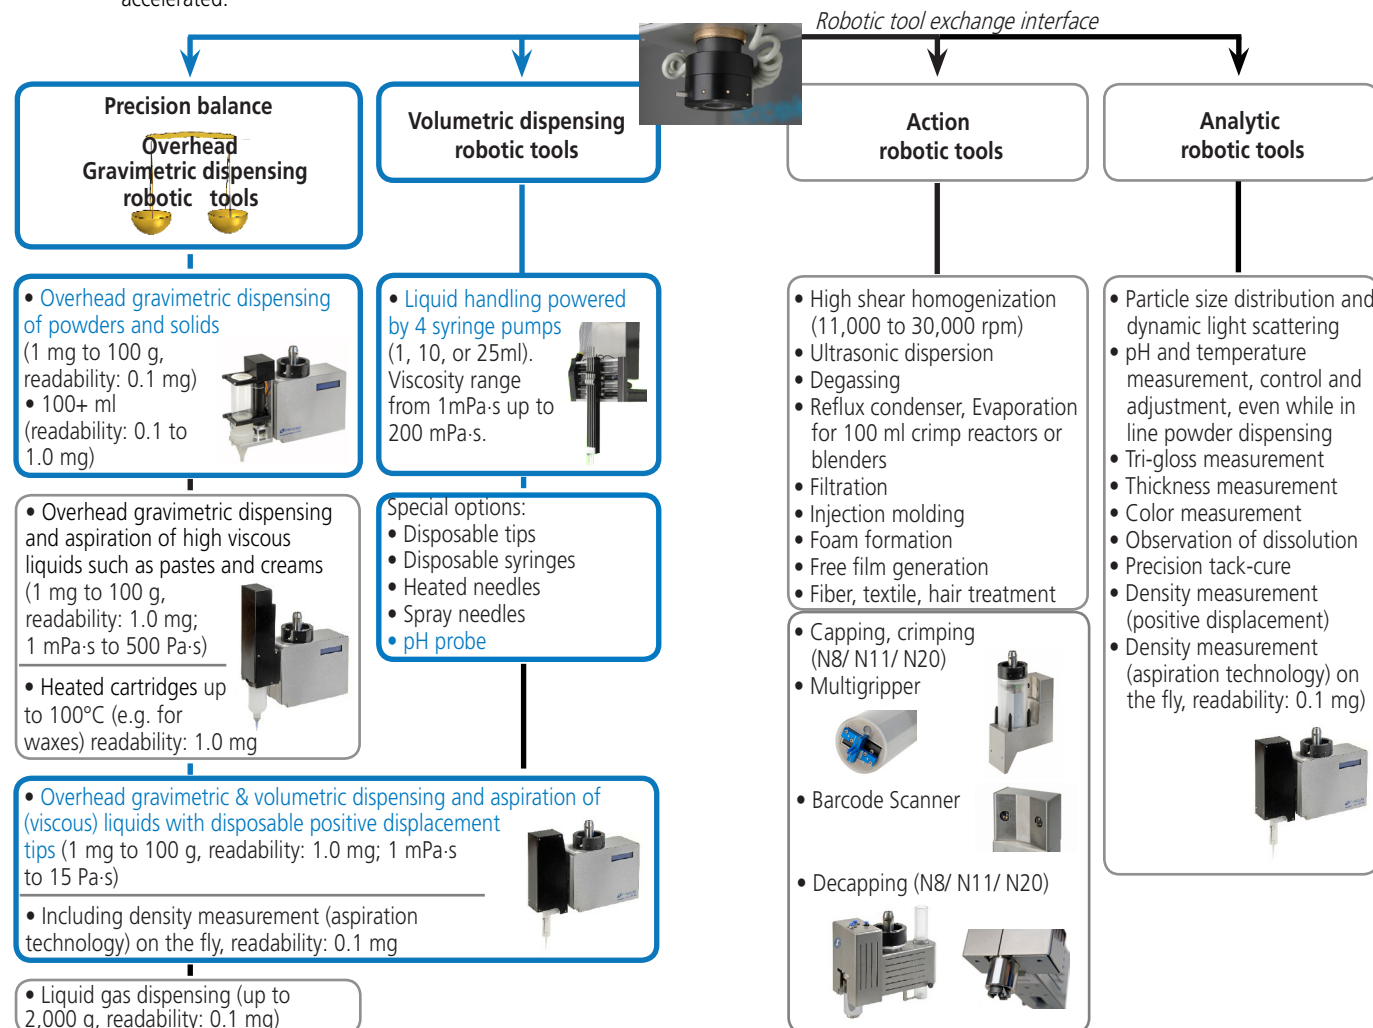 accelerated.
Robotic tool exchange interface
Precision balance
Overhead
Gravimetric dispensing
robotic tools
• Overhead gravimetric dispensing
of powders and solids
(1 mg to 100 g,
readability: 0.1 mg)
• 100+ ml
(readability: 0.1 to
1.0 mg)
• Overhead gravimetric dispensing
and aspiration of high viscous
liquids such as pastes and creams
(1 mg to 100 g,
readability: 1.0 mg;
1 mPa·s to 500 Pa·s)
• Heated cartridges up
to 100°C (e.g. for
waxes) readability: 1.0 mg
Volumetric dispensing
robotic tools
• Liquid handling powered
by 4 syringe pumps
(1, 10, or 25ml).
Viscosity range
from 1mPa·s up to
200 mPa·s.
Special options:
• Disposable tips
• Disposable syringes
• Heated needles
• Spray needles
• pH probe
• Overhead gravimetric & volumetric dispensing and aspiration of
(viscous) liquids with disposable positive displacement
tips (1 mg to 100 g, readability: 1.0 mg; 1 mPa·s
to 15 Pa·s)
• Including density measurement (aspiration
technology) on the fly, readability: 0.1 mg
• Liquid gas dispensing (up to
2,000 g, readability: 0.1 mg)
Action
robotic tools
• High shear homogenization
(11,000 to 30,000 rpm)
• Ultrasonic dispersion
• Degassing
• Reflux condenser, Evaporation
for 100 ml crimp reactors or
blenders
• Filtration
• Injection molding
• Foam formation
• Free film generation
• Fiber, textile, hair treatment
• Capping, crimping
(N8/ N11/ N20)
• Multigripper
• Barcode Scanner
• Decapping (N8/ N11/ N20)
Analytic
robotic tools
• Particle size distribution and
dynamic light scattering
• pH and temperature
measurement, control and
adjustment, even while in
line powder dispensing
• Tri-gloss measurement
• Thickness measurement
• Color measurement
• Observation of dissolution
• Precision tack-cure
• Density measurement
(positive displacement)
• Density measurement
(aspiration technology) on
the fly, readability: 0.1 mg)